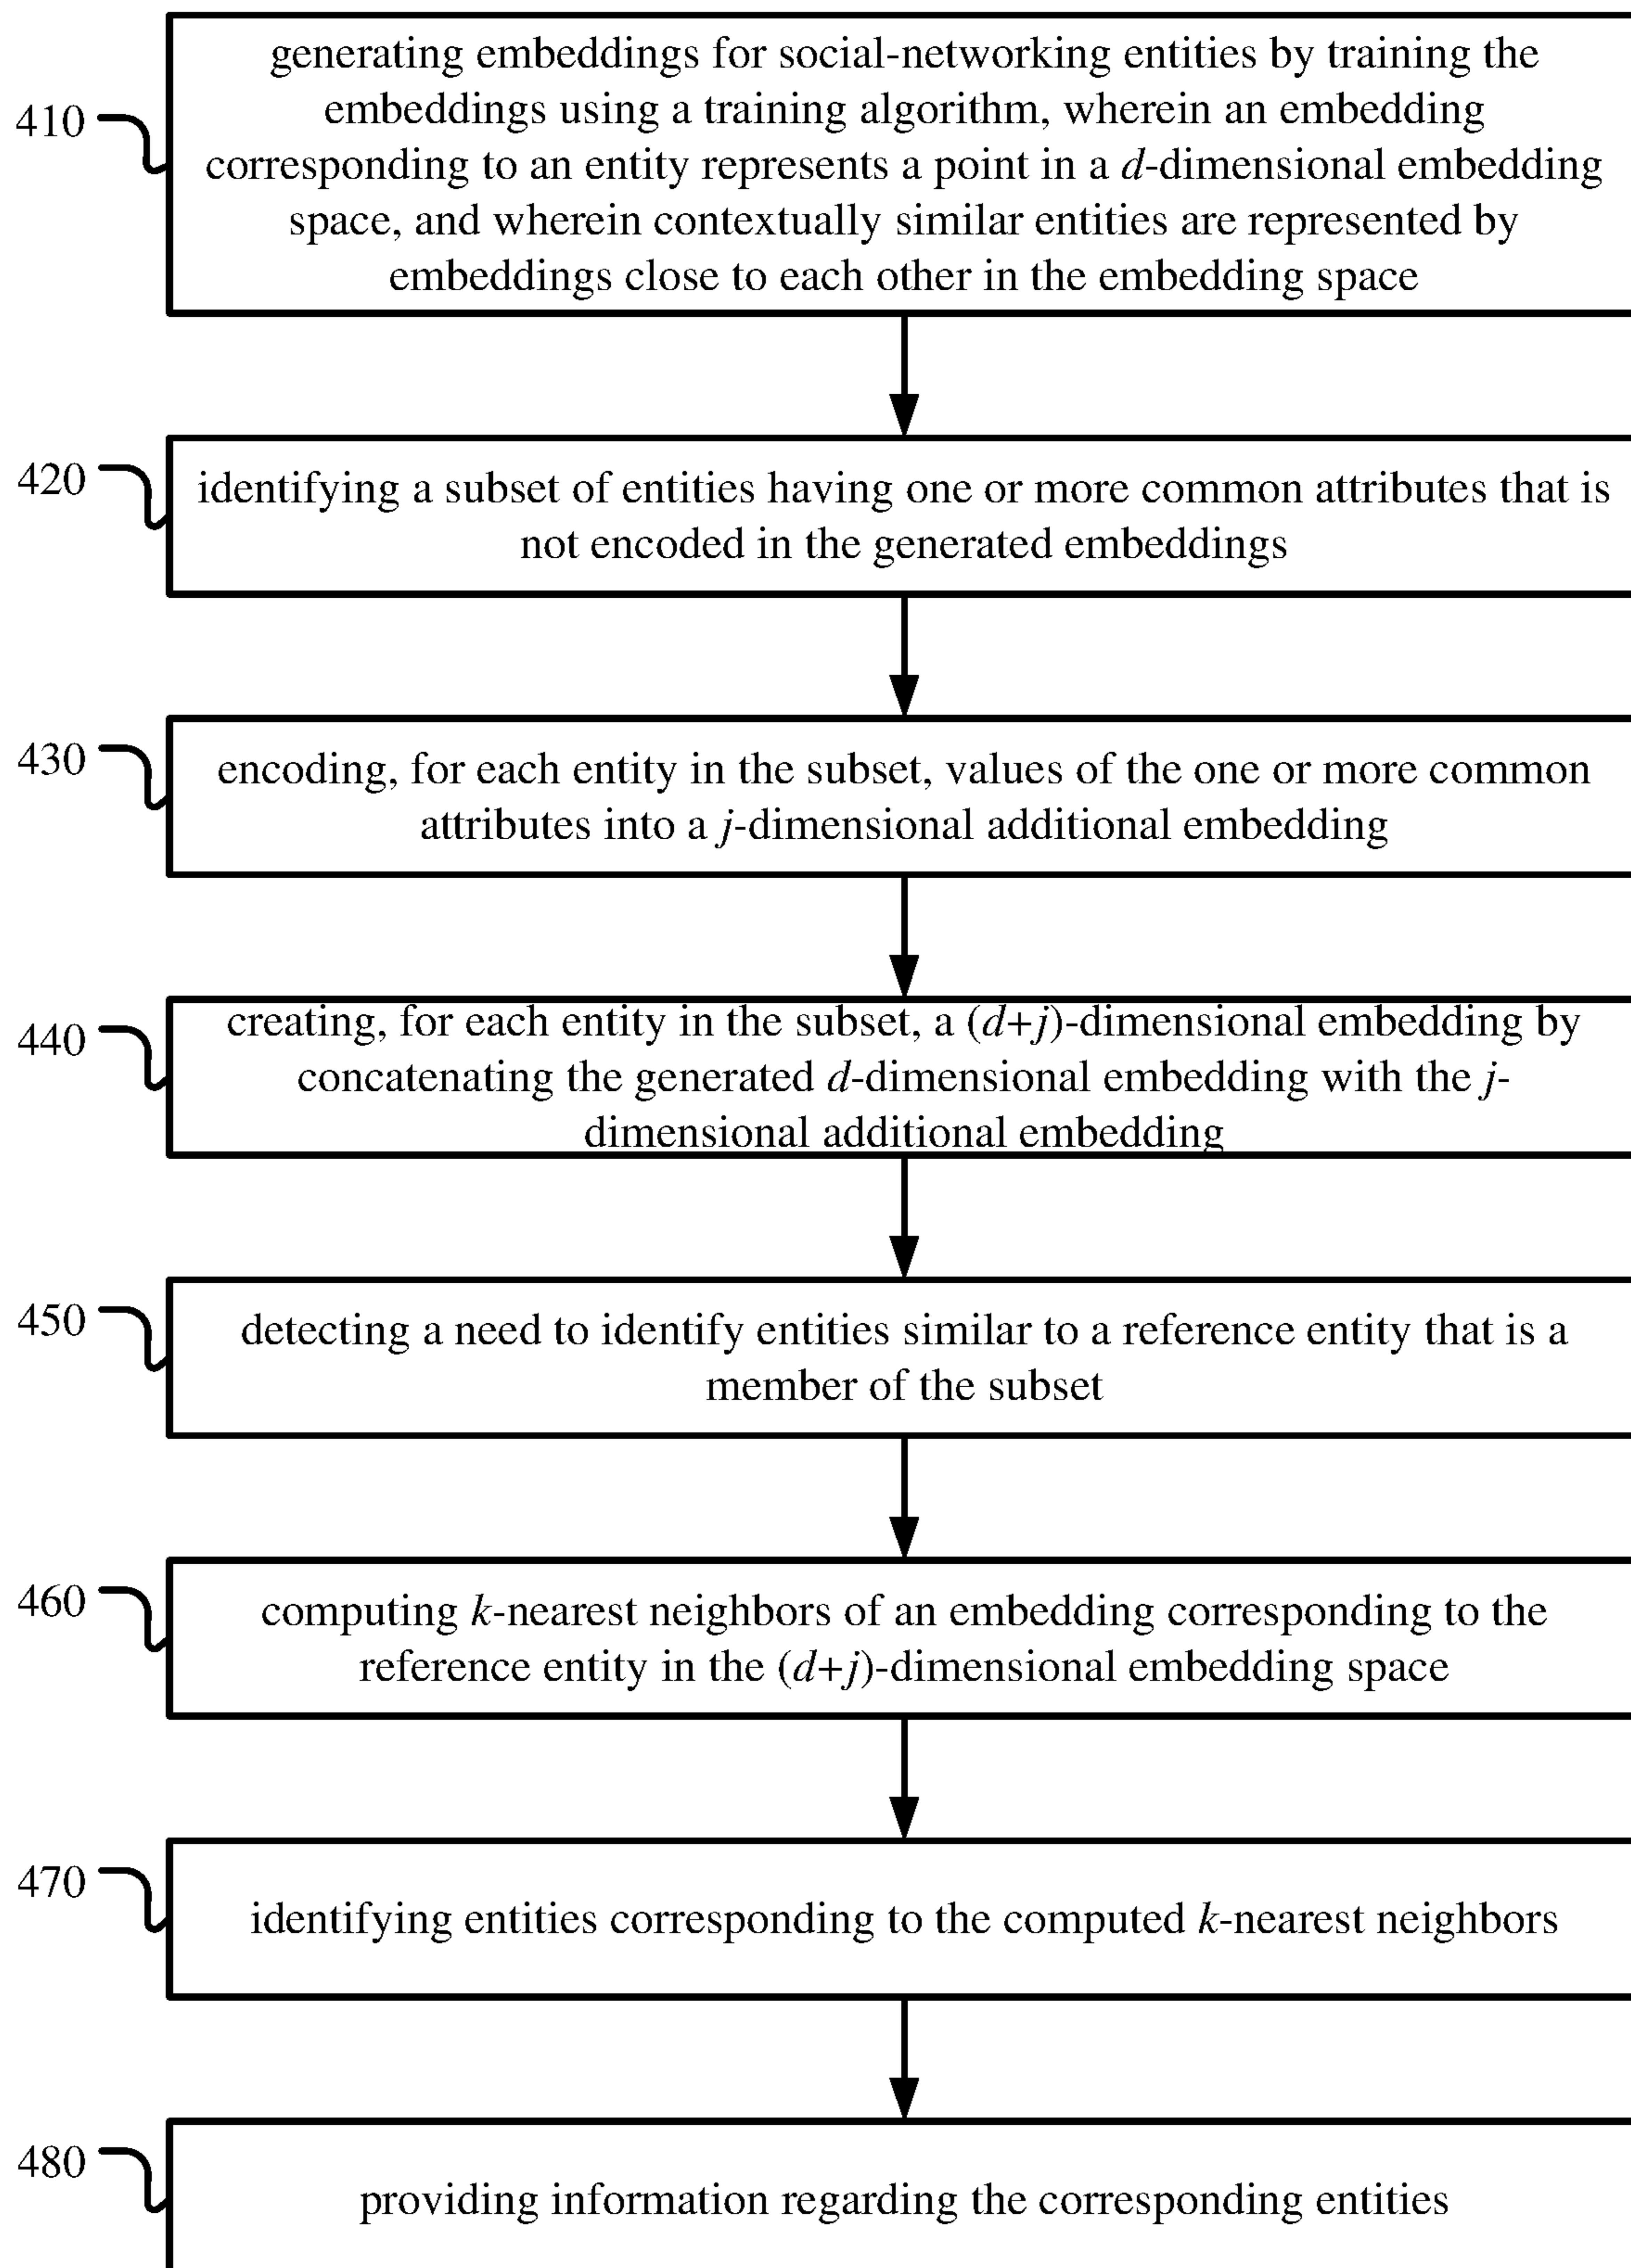 410
generating embeddings for social-networking entities by training the
embeddings using a training algorithm, wherein an embedding
corresponding to an entity represents a point in a d-dimensional embedding
space, and wherein contextually similar entities are represented by
embeddings close to each other in the embedding space
420
identifying a subset of entities having one or more common attributes that is
not encoded in the generated embeddings
430
encoding, for each entity in the subset, values of the one or more common
attributes into a j-dimensional additional embedding
440
creating, for each entity in the subset, a (d+j)-dimensional embedding by
concatenating the generated d-dimensional embedding with the j-
dimensional additional embedding
450
detecting a need to identify entities similar to a reference entity that is a
member of the subset
460
computing k-nearest neighbors of an embedding corresponding to the
reference entity in the (d+j)-dimensional embedding space
470
identifying entities corresponding to the computed k-nearest neighbors
480
providing information regarding the corresponding entities